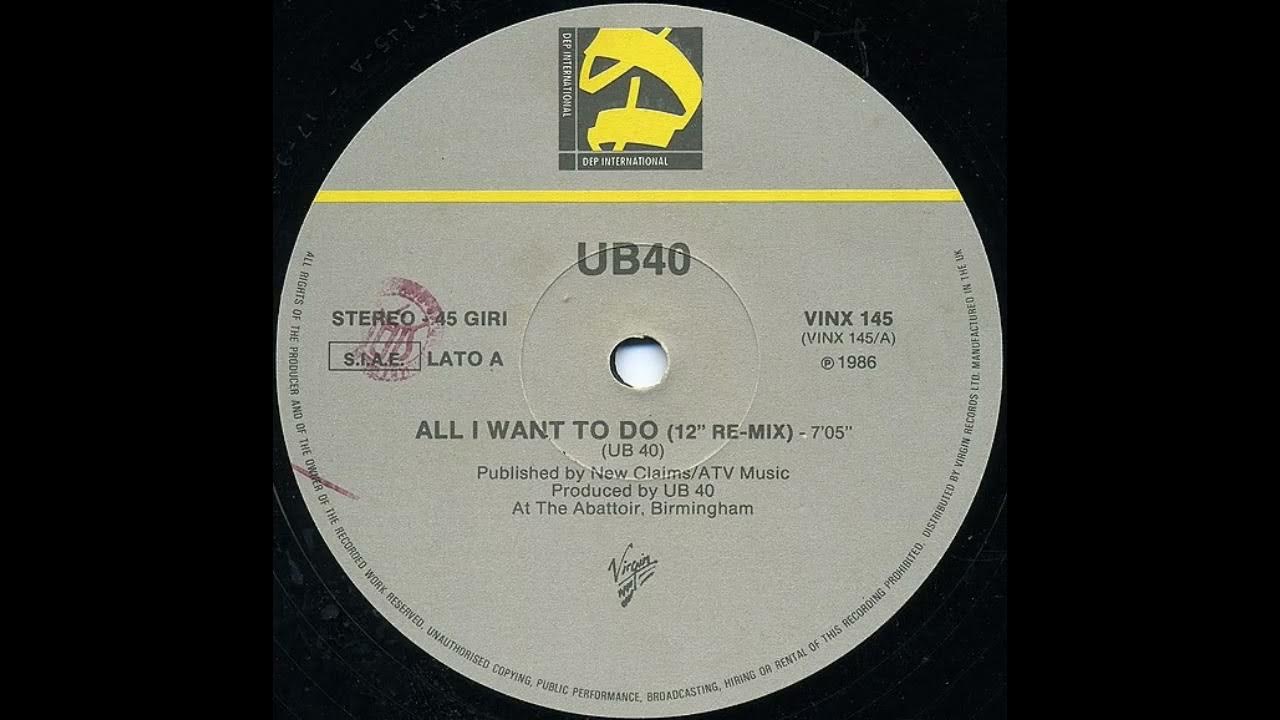 DEP INTERNATIONAL
DEP INTERNATIONAL
UB40
STEREO - 45 GIRI
S.I.A.E. LATO A
VINX 145
(VINX 145/A)
℗ 1986
ALL I WANT TO DO (12" RE-MIX) - 7'05"
(UB 40)
Published by New Claims/ATV Music
Produced by UB 40
At The Abattoir, Birmingham
Virgin
ALL RIGHTS OF THE PRODUCER AND OF THE OWNER OF THE RECORDED WORK RESERVED. UNAUTHORISED COPYING, PUBLIC PERFORMANCE, BROADCASTING, HIRING OR RENTAL OF THIS RECORDING PROHIBITED. DISTRIBUTED BY VIRGIN RECORDS LTD. MANUFACTURED IN THE UK